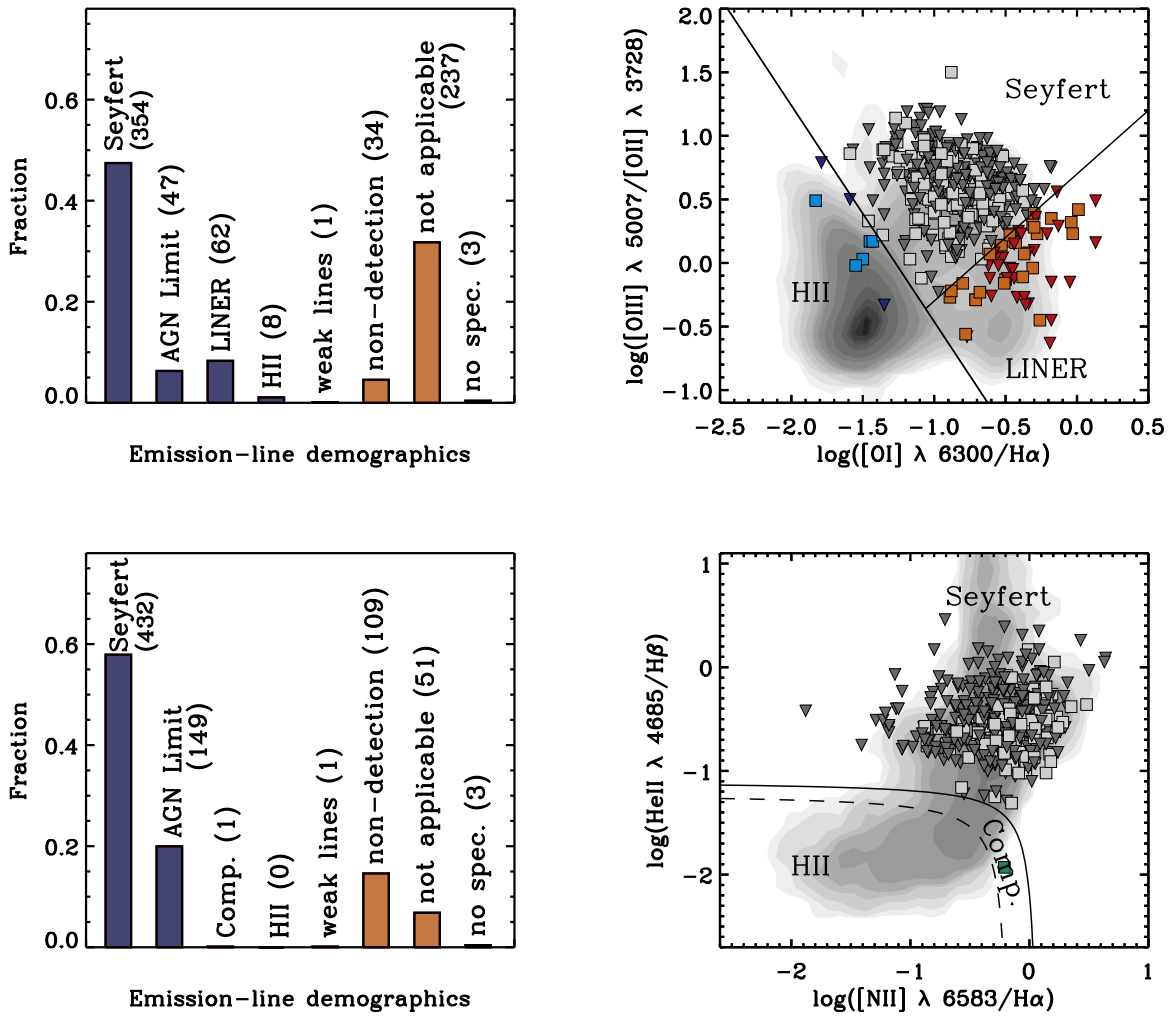 Fraction
0.6
0.4
0.2
0.0
Seyfert
(354)
AGN Limit (47)
LINER (62)
HII (8)
weak lines (1)
non-detection (34)
not applicable
(237)
no spec. (3)
Emission-line demographics
log([OIII] λ 5007/[OII] λ 3728)
2.0
1.5
1.0
0.5
0.0
-0.5
-1.0
Seyfert
HII
LINER
-2.5 -2.0 -1.5 -1.0 -0.5 0.0 0.5
log([OI] λ 6300/Hα)
Fraction
0.6
0.4
0.2
0.0
Seyfert
(432)
AGN Limit
(149)
Comp. (1)
HII (0)
weak lines (1)
non-detection (109)
not applicable (51)
no spec. (3)
Emission-line demographics
log(HeII λ 4685/Hβ)
1
0
-1
-2
Seyfert
HII
Comp.
-2 -1 0 1
log([NII] λ 6583/Hα)